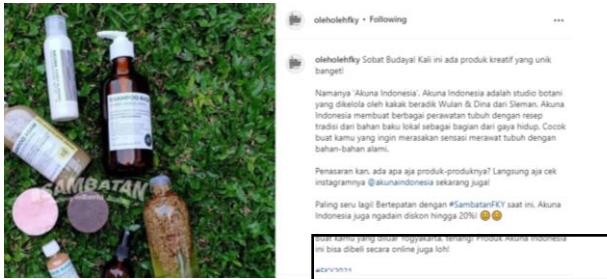 oleholehfky • Following
oleholehfky Sobat Budaya! Kali ini ada produk kreatif yang unik
banget!
Namanya 'Akuna Indonesia'. Akuna Indonesia adalah studio botani
yang dikelola oleh kakak beradik Wulan & Dina dari Sleman. Akuna
Indonesia membuat berbagai perawatan tubuh dengan resep
tradisi dari bahan baku lokal sebagai bagian dari gaya hidup. Cocok
buat kamu yang ingin merasakan sensasi merawat tubuh dengan
bahan-bahan alami.
Penasaran kan, ada apa aja produk-produknya? Langsung aja cek
instagramnya @akunaindonesia sekarang juga!
Paling seru lagi! Bertepatan dengan #SambatanFKY saat ini, Akuna
Indonesia juga ngadain diskon hingga 20%! 😊😊
Buat kamu yang diluar Yogyakarta, tenang! Produk Akuna Indonesia
ini bisa dibeli secara online juga loh!
#FKY2021
SAMBATAN